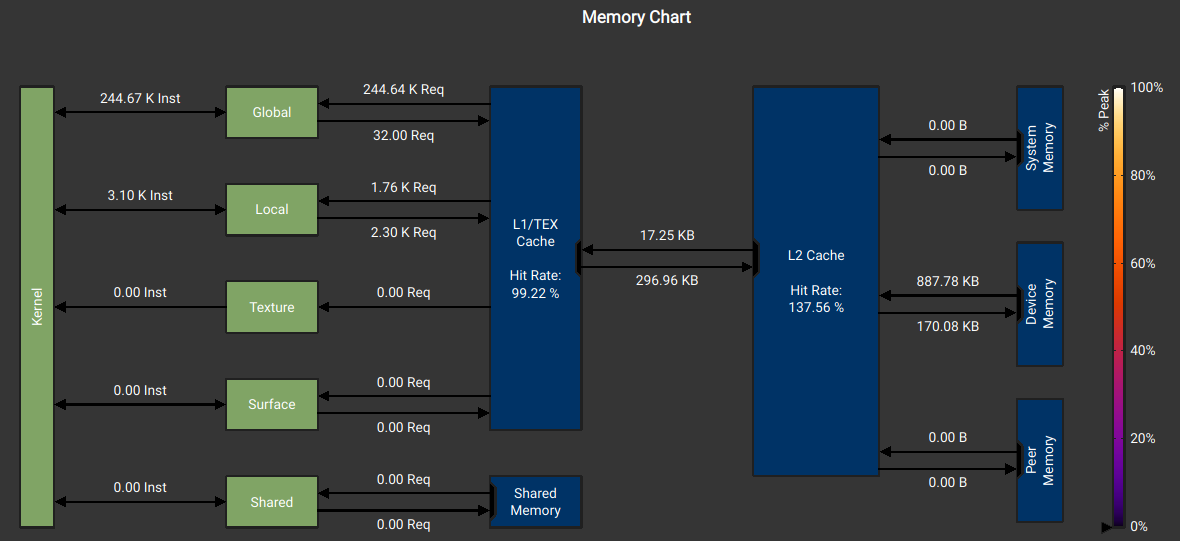 Memory Chart
Kernel
244.67 K Inst
Global
244.64 K Req
32.00 Req
3.10 K Inst
Local
1.76 K Req
2.30 K Req
0.00 Inst
Texture
0.00 Req
0.00 Inst
Surface
0.00 Req
0.00 Req
0.00 Inst
Shared
0.00 Req
0.00 Req
L1/TEX
Cache
Hit Rate:
99.22 %
Shared
Memory
17.25 KB
296.96 KB
L2 Cache
Hit Rate:
137.56 %
0.00 B
0.00 B
System
Memory
887.78 KB
170.08 KB
Device
Memory
0.00 B
0.00 B
Peer
Memory
% Peak
100%
80%
60%
40%
20%
0%